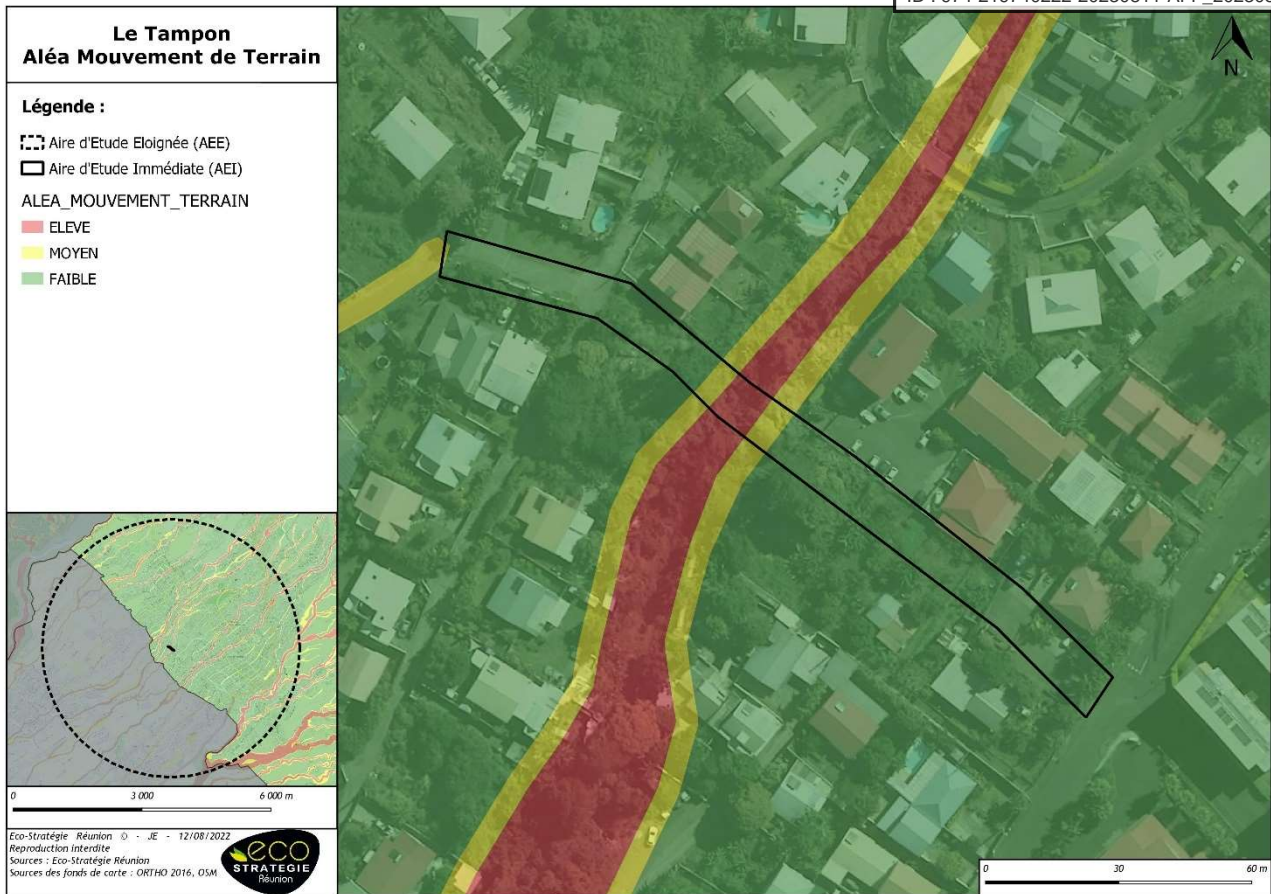 Le Tampon
Aléa Mouvement de Terrain
Légende :
Aire d'Etude Eloignée (AEE)
Aire d'Etude Immédiate (AEI)
ALEA_MOUVEMENT_TERRAIN
ELEVE
MOYEN
FAIBLE
N
0 3 000 6 000 m
Eco-Stratégie Réunion © - JE - 12/08/2022
Reproduction interdite
Sources : Eco-Stratégie Réunion
Sources des fonds de carte : ORTHO 2016, OSM
eco
STRATEGIE
Réunion
0 30 60 m